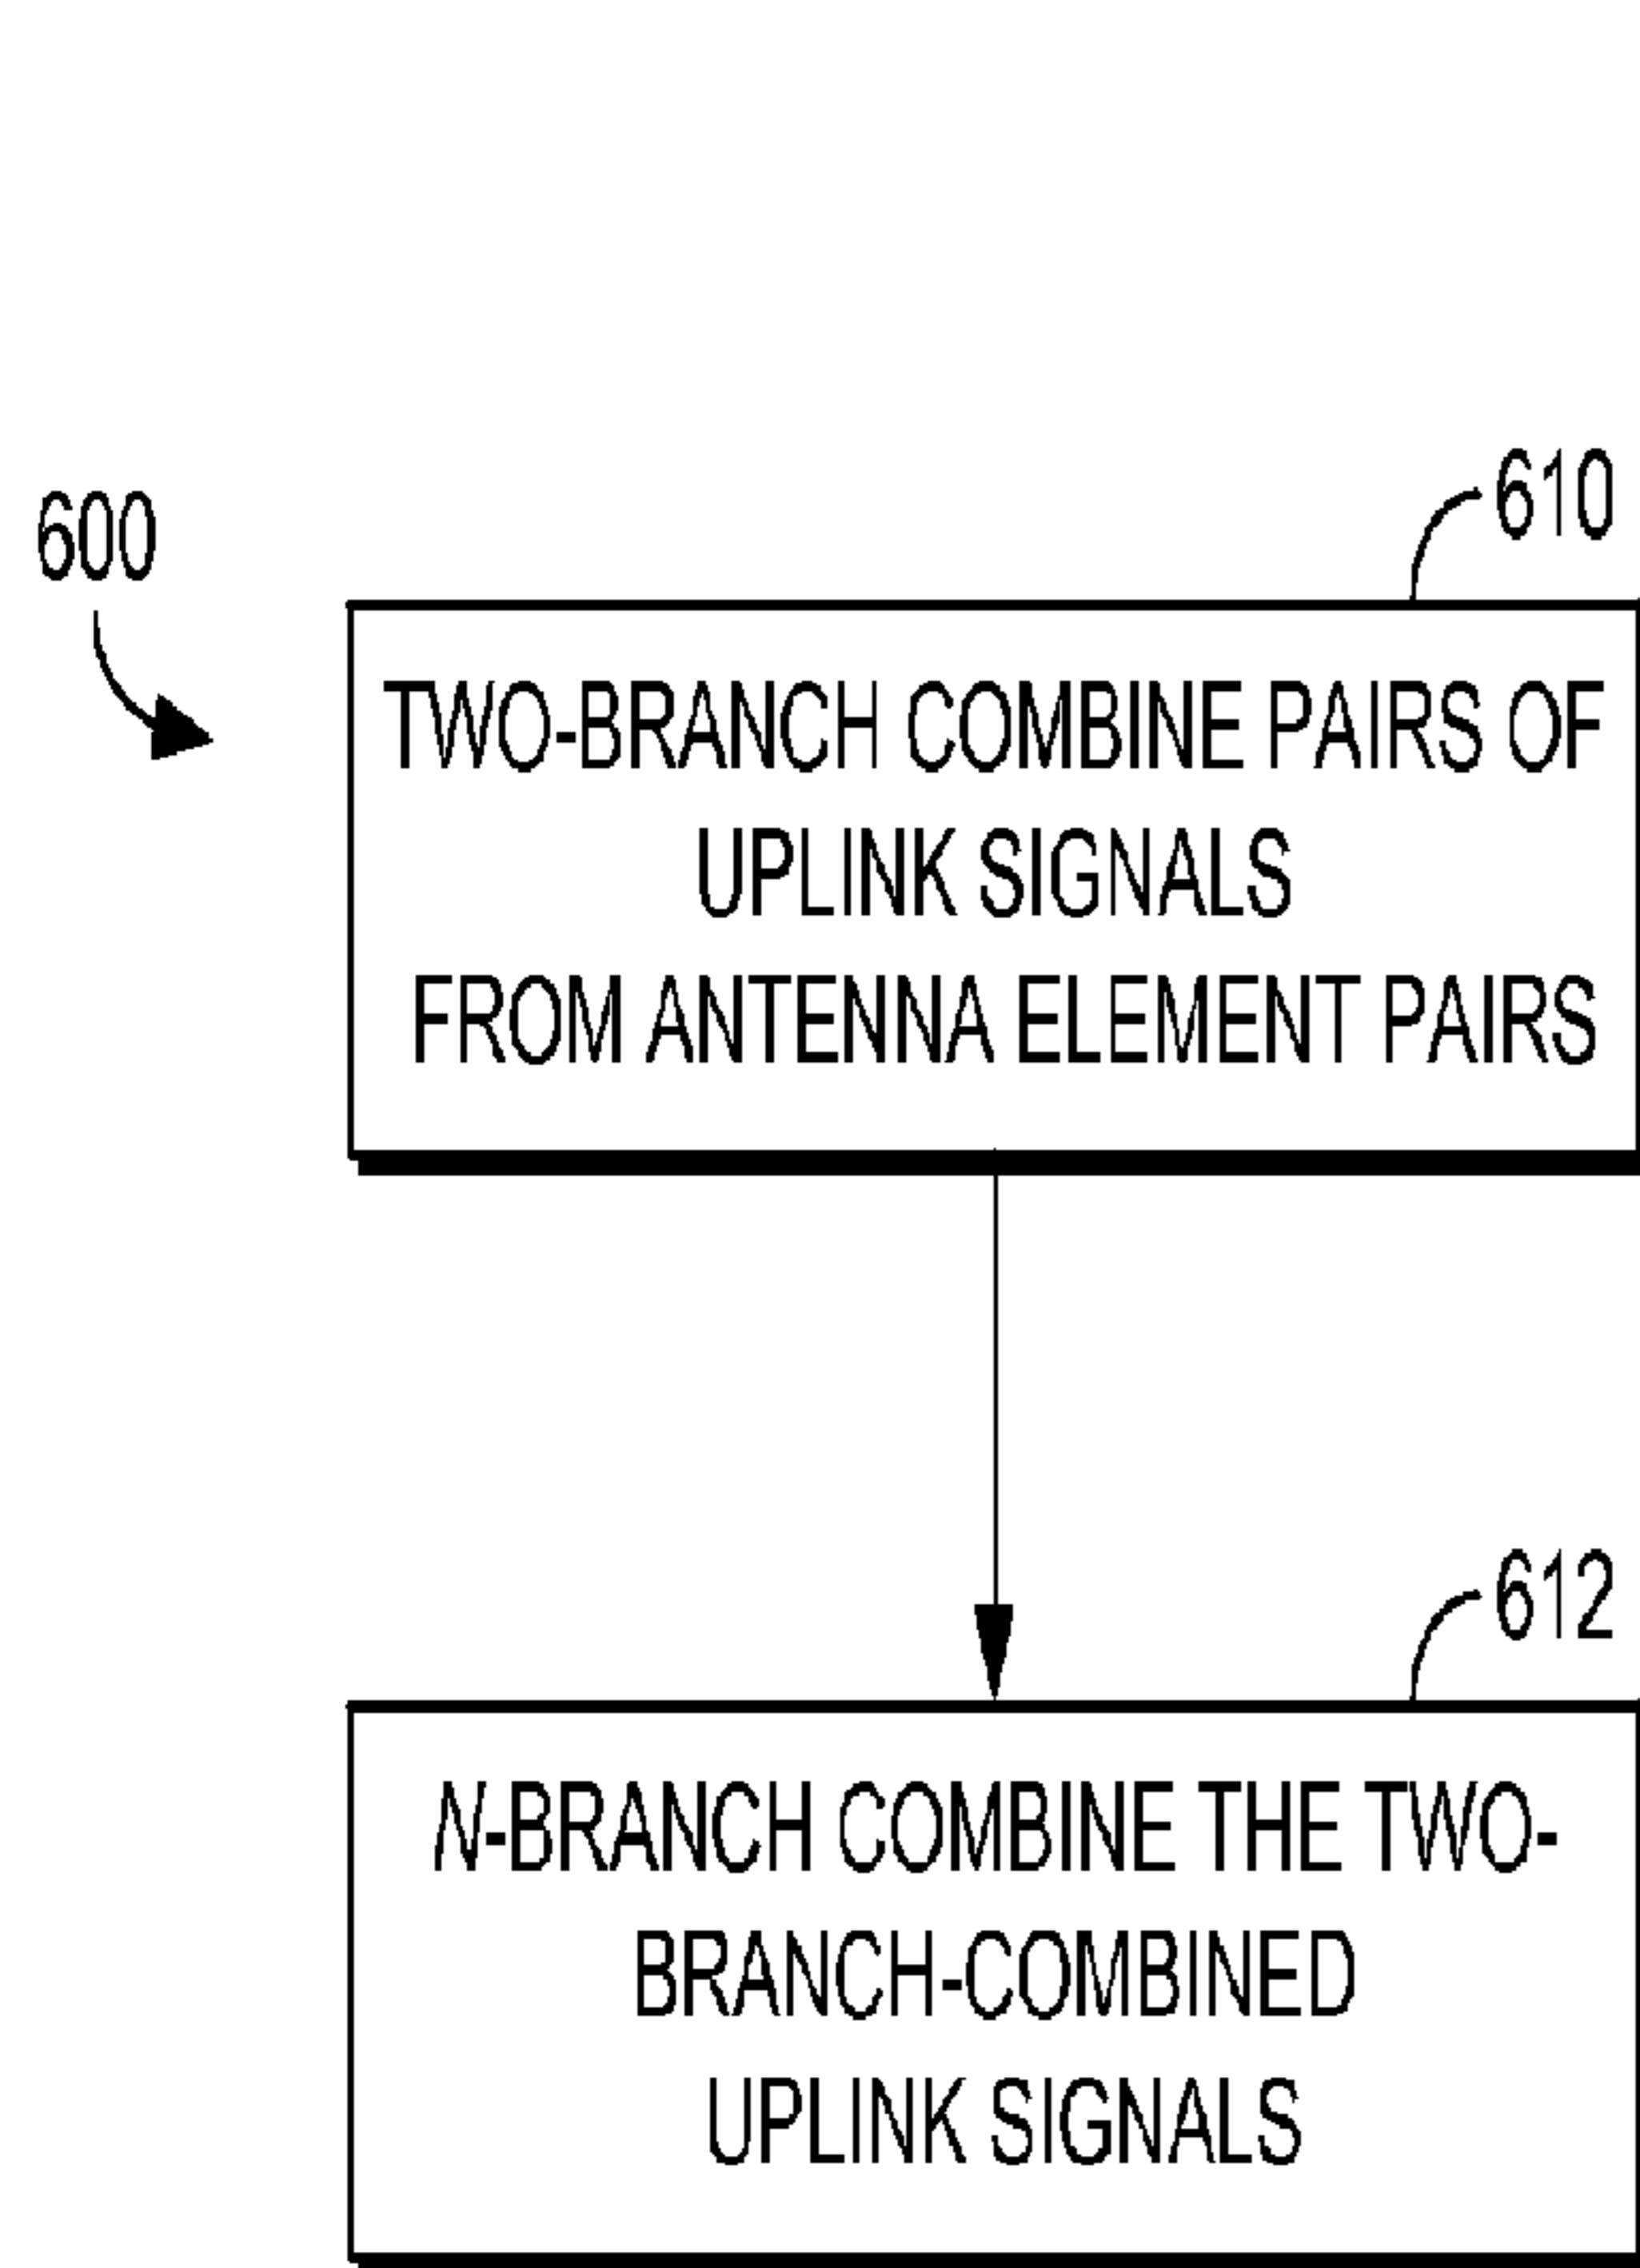 600
610
TWO-BRANCH COMBINE PAIRS OF
UPLINK SIGNALS
FROM ANTENNA ELEMENT PAIRS
612
N-BRANCH COMBINE THE TWO-
BRANCH-COMBINED
UPLINK SIGNALS